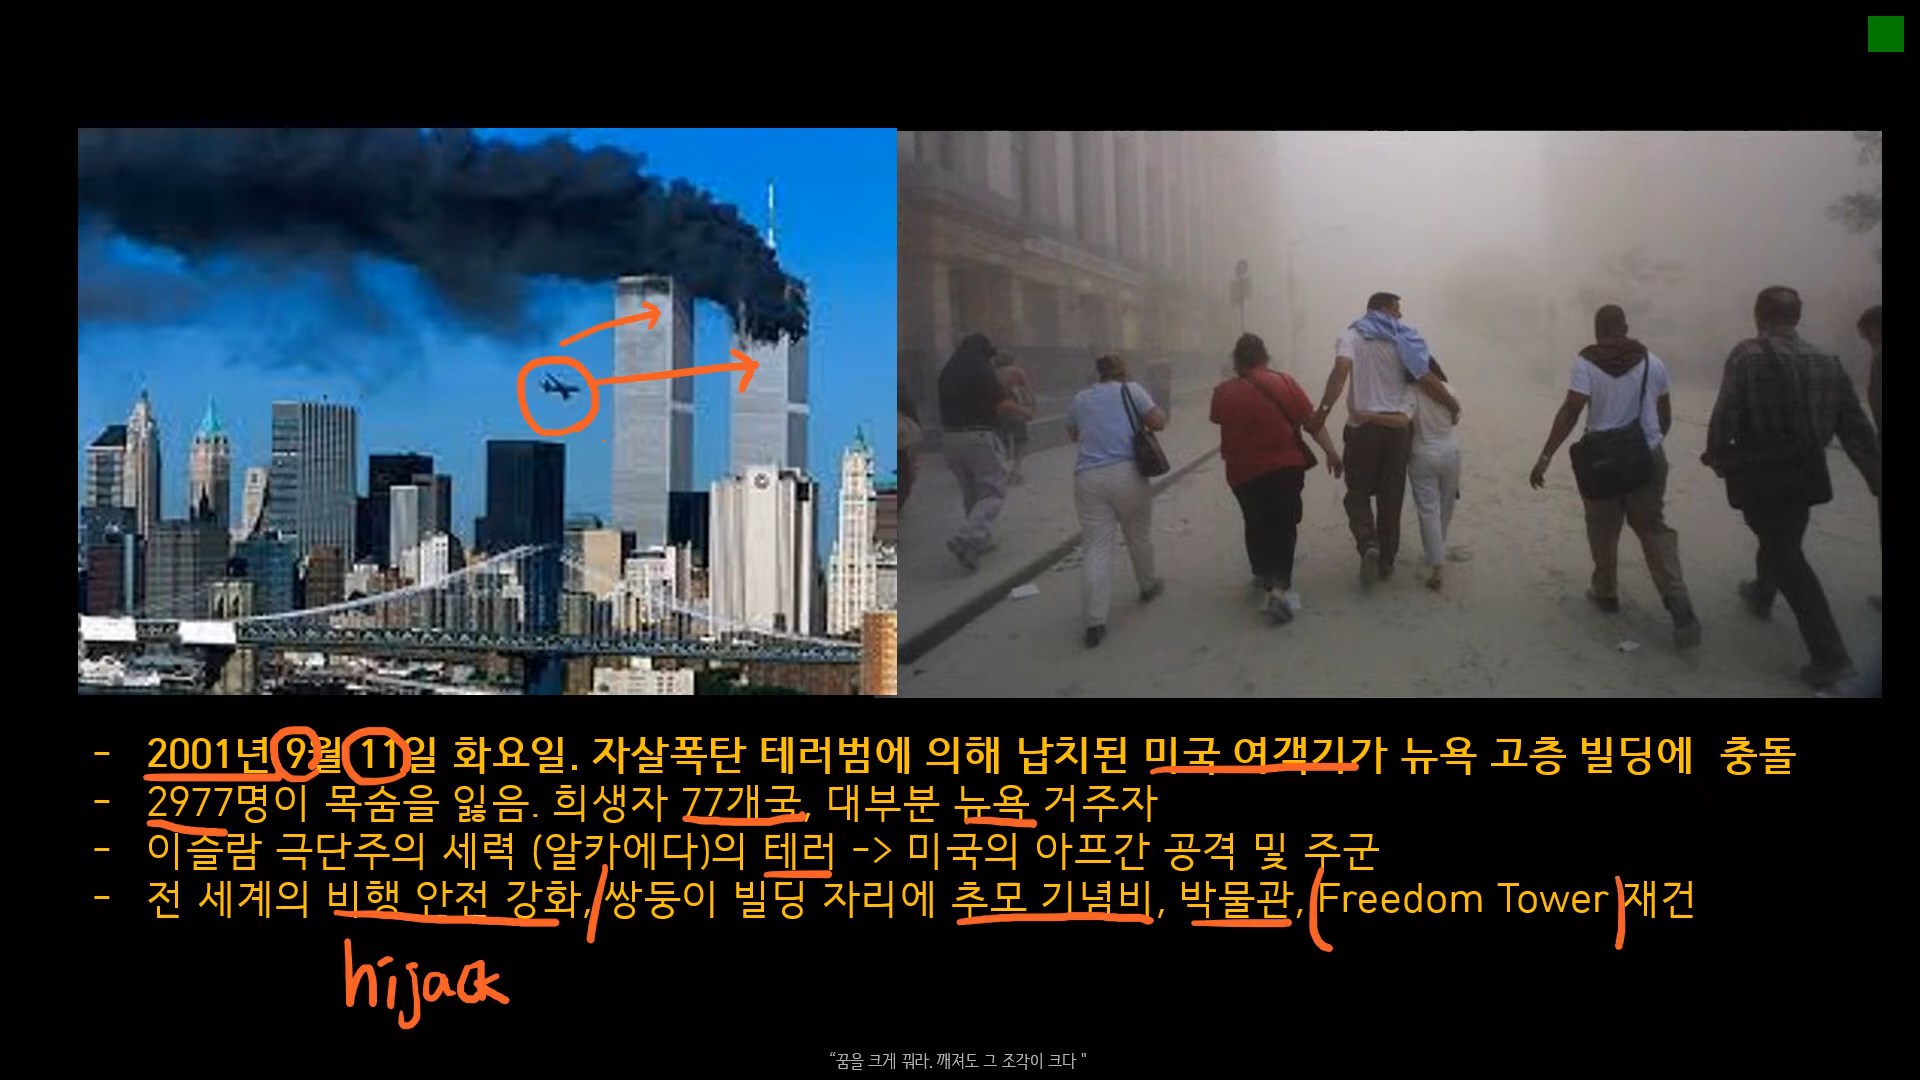 - 2001년 9월 11일 화요일. 자살폭탄 테러범에 의해 납치된 미국 여객기가 뉴욕 고층 빌딩에 충돌
- 2977명이 목숨을 잃음. 희생자 77개국, 대부분 뉴욕 거주자
- 이슬람 극단주의 세력 (알카에다)의 테러 -> 미국의 아프간 공격 및 주군
- 전 세계의 비행 안전 강화, 쌍둥이 빌딩 자리에 추모 기념비, 박물관, Freedom Tower 재건
hijack
“꿈을 크게 꿔라. 깨져도 그 조각이 크다 "